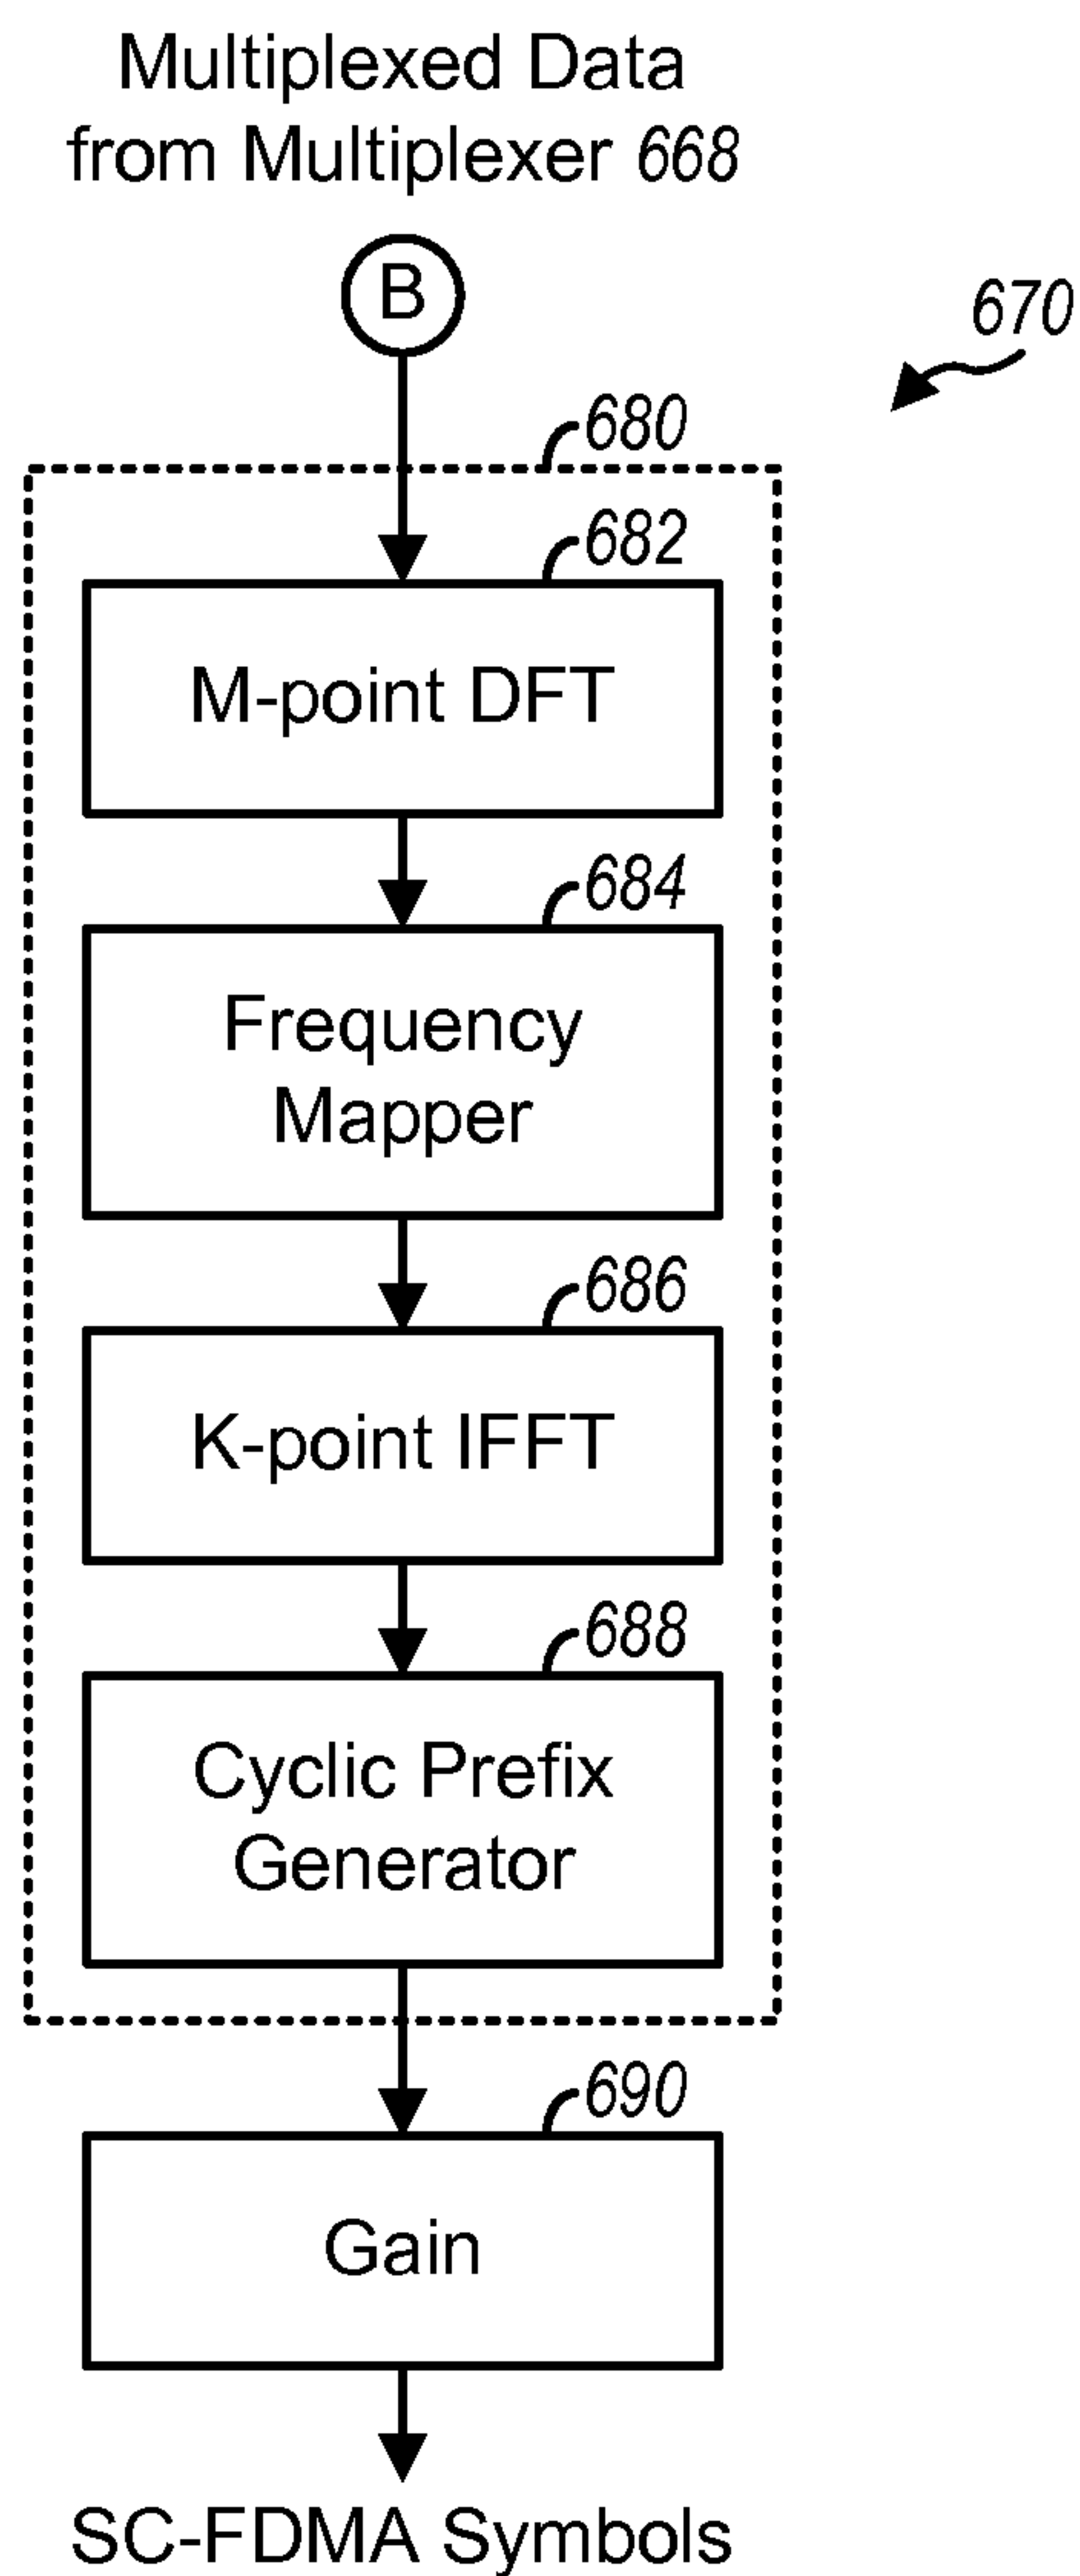 Multiplexed Data
from Multiplexer 668
B
670
680
682
M-point DFT
684
Frequency
Mapper
686
K-point IFFT
688
Cyclic Prefix
Generator
690
Gain
SC-FDMA Symbols